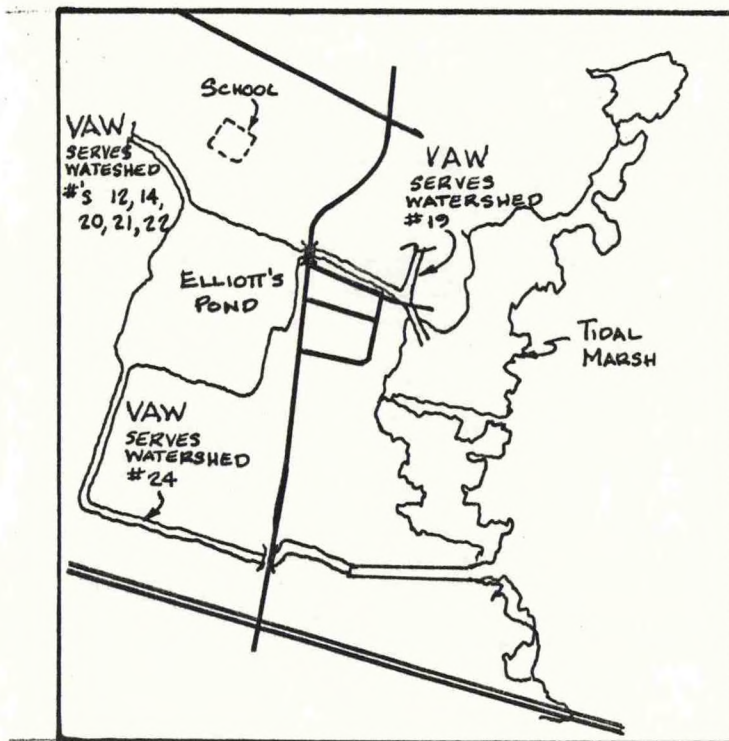 SCHOOL
VAW
SERVES
WATESHED
#'S 12, 14,
20, 21, 22
VAW
SERVES
WATERSHED
#19
ELLIOTT'S
POND
TIDAL
MARSH
VAW
SERVES
WATERSHED
#24